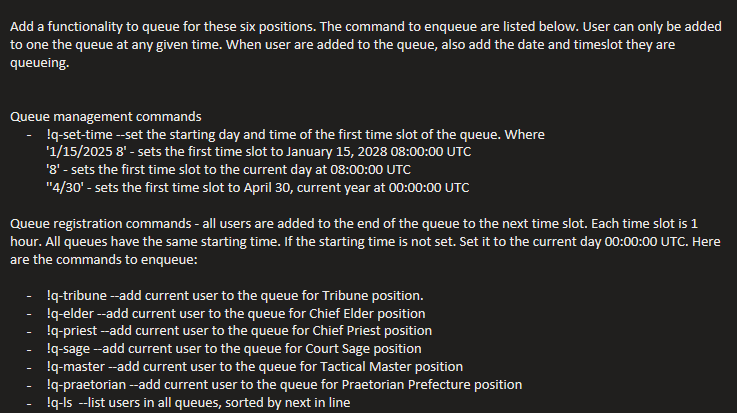 Add a functionality to queue for these six positions. The command to enqueue are listed below. User can only be added
to one the queue at any given time. When user are added to the queue, also add the date and timeslot they are
queueing.
Queue management commands
- !q-set-time --set the starting day and time of the first time slot of the queue. Where
'1/15/2025 8' - sets the first time slot to January 15, 2028 08:00:00 UTC
'8' - sets the first time slot to the current day at 08:00:00 UTC
"4/30' - sets the first time slot to April 30, current year at 00:00:00 UTC
Queue registration commands - all users are added to the end of the queue to the next time slot. Each time slot is 1
hour. All queues have the same starting time. If the starting time is not set. Set it to the current day 00:00:00 UTC. Here
are the commands to enqueue:
- !q-tribune --add current user to the queue for Tribune position.
- !q-elder --add current user to the queue for Chief Elder position
- !q-priest --add current user to the queue for Chief Priest position
- !q-sage --add current user to the queue for Court Sage position
- !q-master --add current user to the queue for Tactical Master position
- !q-praetorian --add current user to the queue for Praetorian Prefecture position
- !q-ls --list users in all queues, sorted by next in line